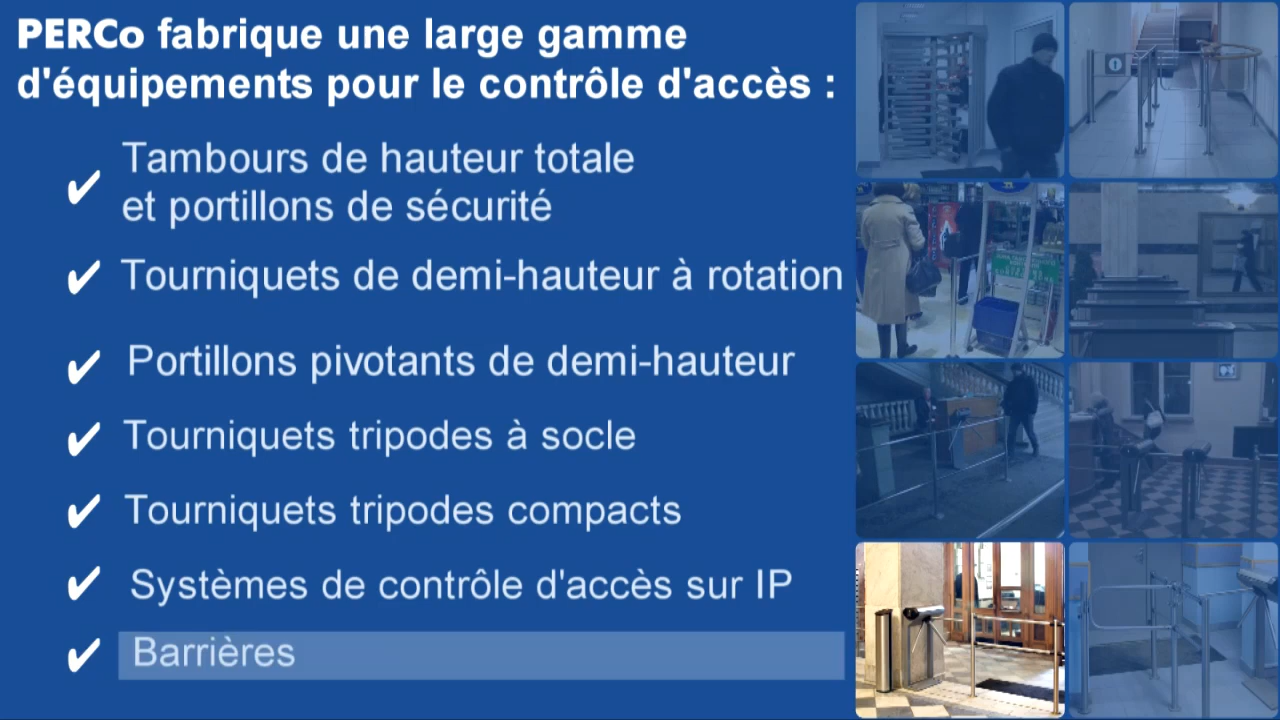 PERCo fabrique une large gamme
d'équipements pour le contrôle d'accès :
Tambours de hauteur totale
et portillons de sécurité
Tourniquets de demi-hauteur à rotation
Portillons pivotants de demi-hauteur
Tourniquets tripodes à socle
Tourniquets tripodes compacts
Systèmes de contrôle d'accès sur IP
Barrières